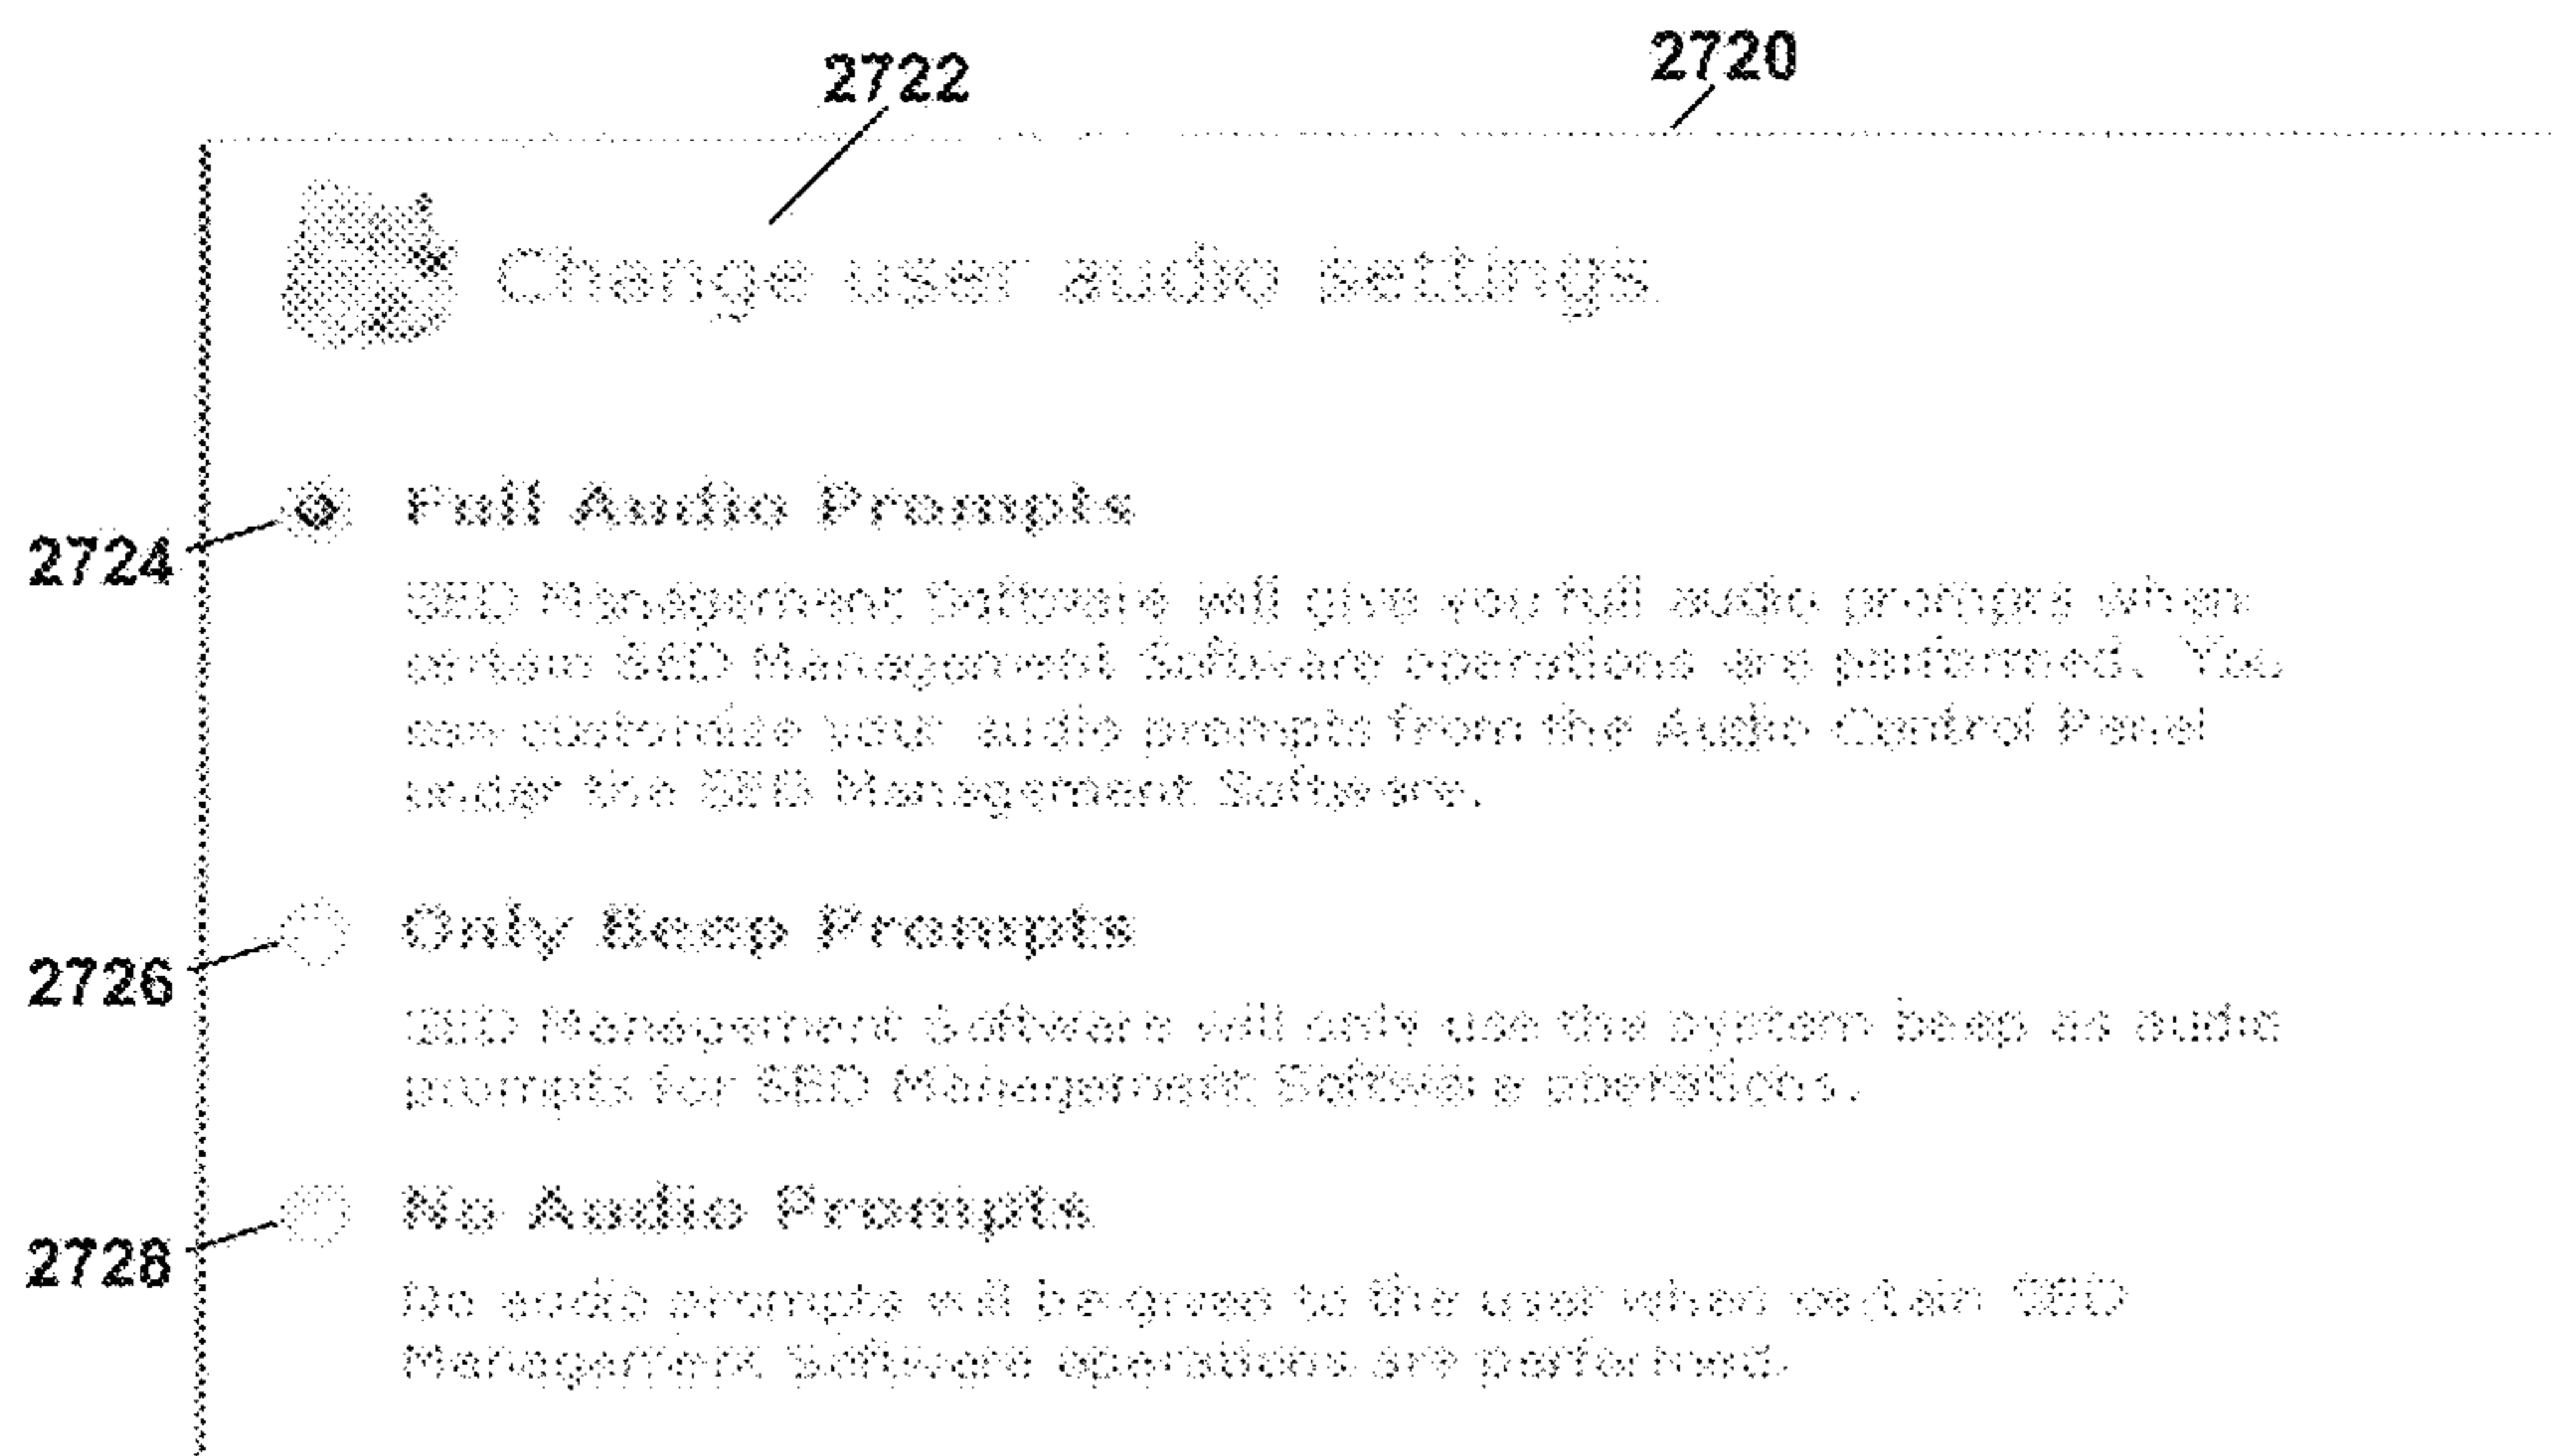 2722
2720
Change user audio settings
2724
Full Audio Prompts
SED Management Software will give you full audio prompts when
certain SED Management Software operations are performed. You
can customize your audio prompts from the Audio Control Panel
under the SED Management Software.
2726
Only Beep Prompts
SED Management Software will only use the system beep as audio
prompts for SED Management Software operations.
2728
No Audio Prompts
No audio prompts will be given to the user when certain SED
Management Software operations are performed.